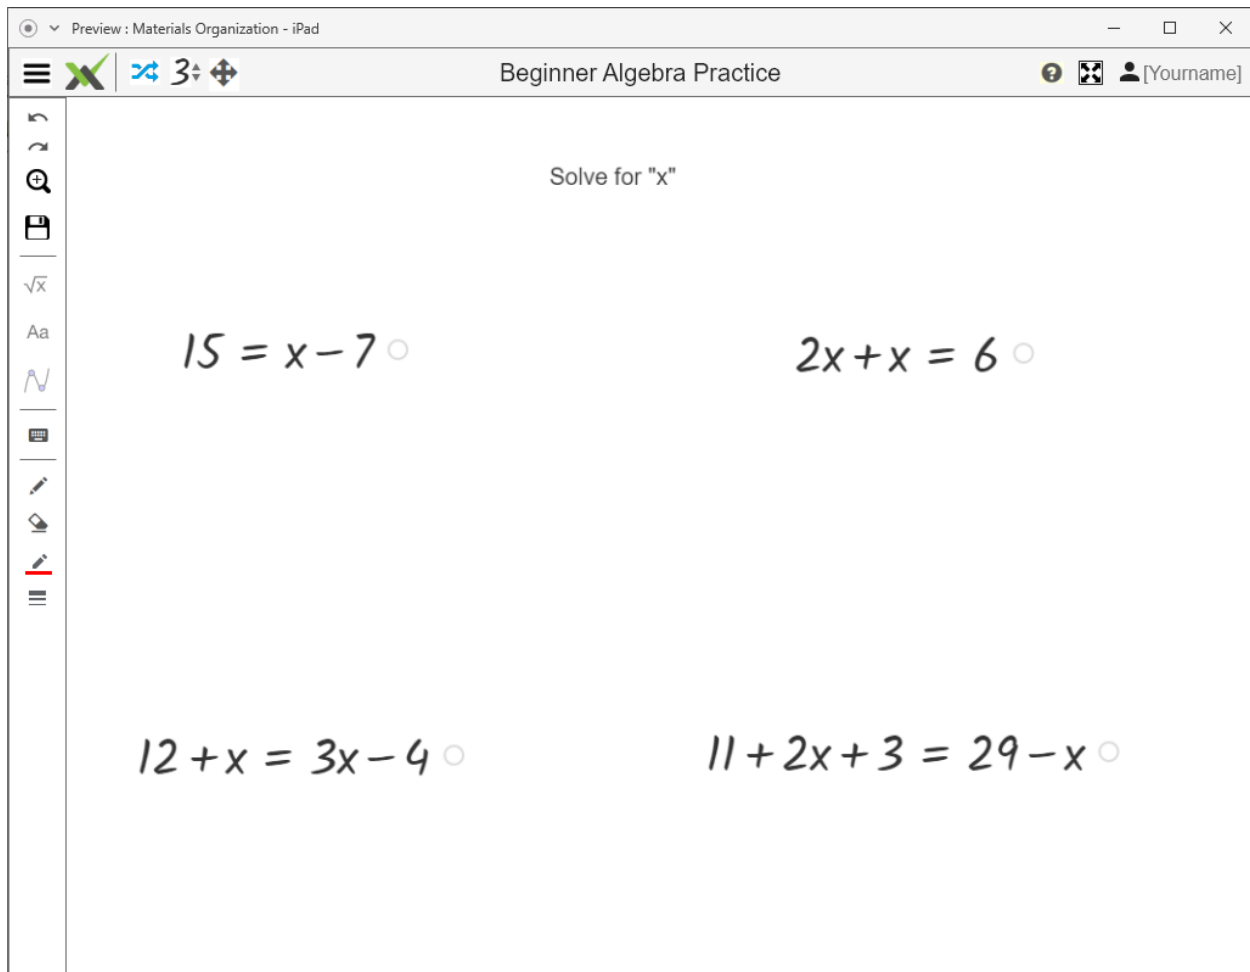 Preview : Materials Organization - iPad
3
Beginner Algebra Practice
[Yourname]
Solve for "x"
√x
Aa
15 = x − 7
2x + x = 6
12 + x = 3x − 4
11 + 2x + 3 = 29 − x